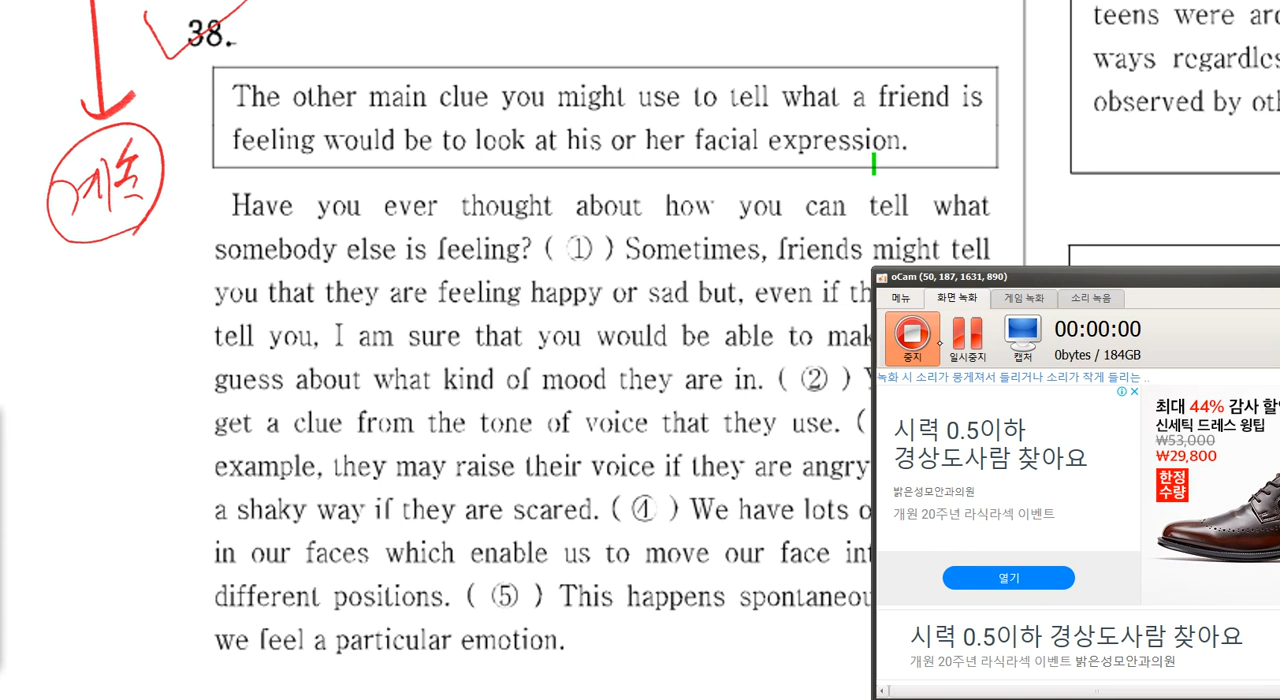 38.
teens were
ways regardles
observed by
The other main clue you might use to tell what a friend is
feeling would be to look at his or her facial expression.
Have you ever thought about how you can tell what
somebody else is feeling? ( ① ) Sometimes, friends might tell
you that they are feeling happy or sad but, even if
tell you, I am sure that you would be able to
guess about what kind of mood they are in. ( ② )
get a clue from the tone of voice that they use. (
example, they may raise their voice if they are angry
a shaky way if they are scared. ( ④ ) We have lots
in our faces which enable us to move our face
different positions. ( ⑤ ) This happens
we feel a particular emotion.
oCam (50, 187, 1631, 890)
메뉴 화면 녹화 게임 녹화 소리 녹음
중지 일시중지 캡처
00:00:00
0bytes / 184GB
녹화 시 소리가 뭉게져서 들리거나 소리가 작게 들리는 ..
시력 0.5이하
경상도사람 찾아요
밝은성모안과의원
개원 20주년 라식라섹 이벤트
열기
최대 44% 감사
신세틱 드레스 윙팁
₩53,000
₩29,800
한정
수량
시력 0.5이하 경상도사람 찾아요
개원 20주년 라식라섹 이벤트 밝은성모안과의원